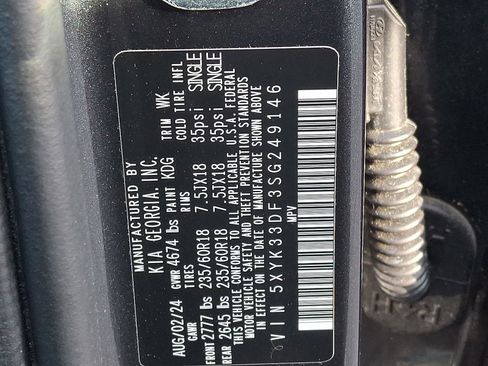 MANUFACTURED BY
KIA GEORGIA, INC.
AUG/02/24 GVWR 4674 lbs PAINT KDG TRIM WK
GAWR TIRES RIMS COLD TIRE INFL
FRONT 2777 lbs 235/60R18 7.5JX18 35psi SINGLE
REAR 2645 lbs 235/60R18 7.5JX18 35psi SINGLE
THIS VEHICLE CONFORMS TO ALL APPLICABLE U.S.A. FEDERAL
MOTOR VEHICLE SAFETY AND THEFT PREVENTION STANDARDS
IN EFFECT ON THE DATE OF MANUFACTURE SHOWN ABOVE
VIN 5XYK33DF3SG249146
MPV
R-H